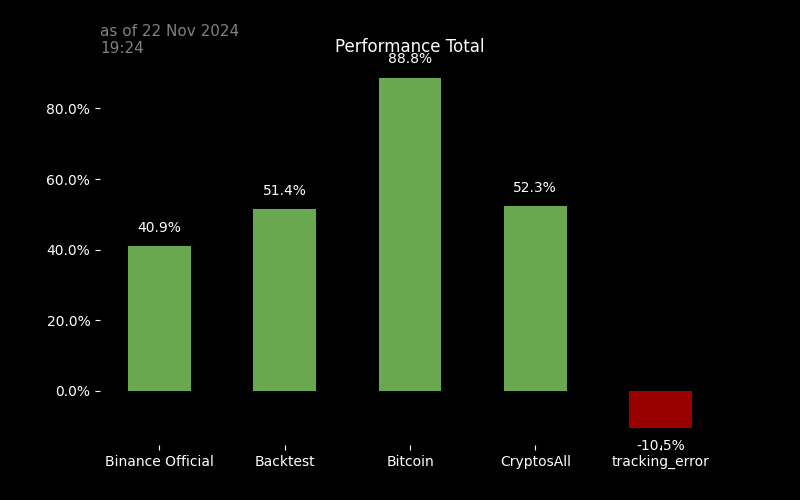 as of 22 Nov 2024
19:24
Performance Total
88.8%
80.0%
60.0%
52.3%
51.4%
40.9%
40.0%
20.0%
0.0%
-10.5%
Binance Official
Backtest
Bitcoin
CryptosAll
tracking_error